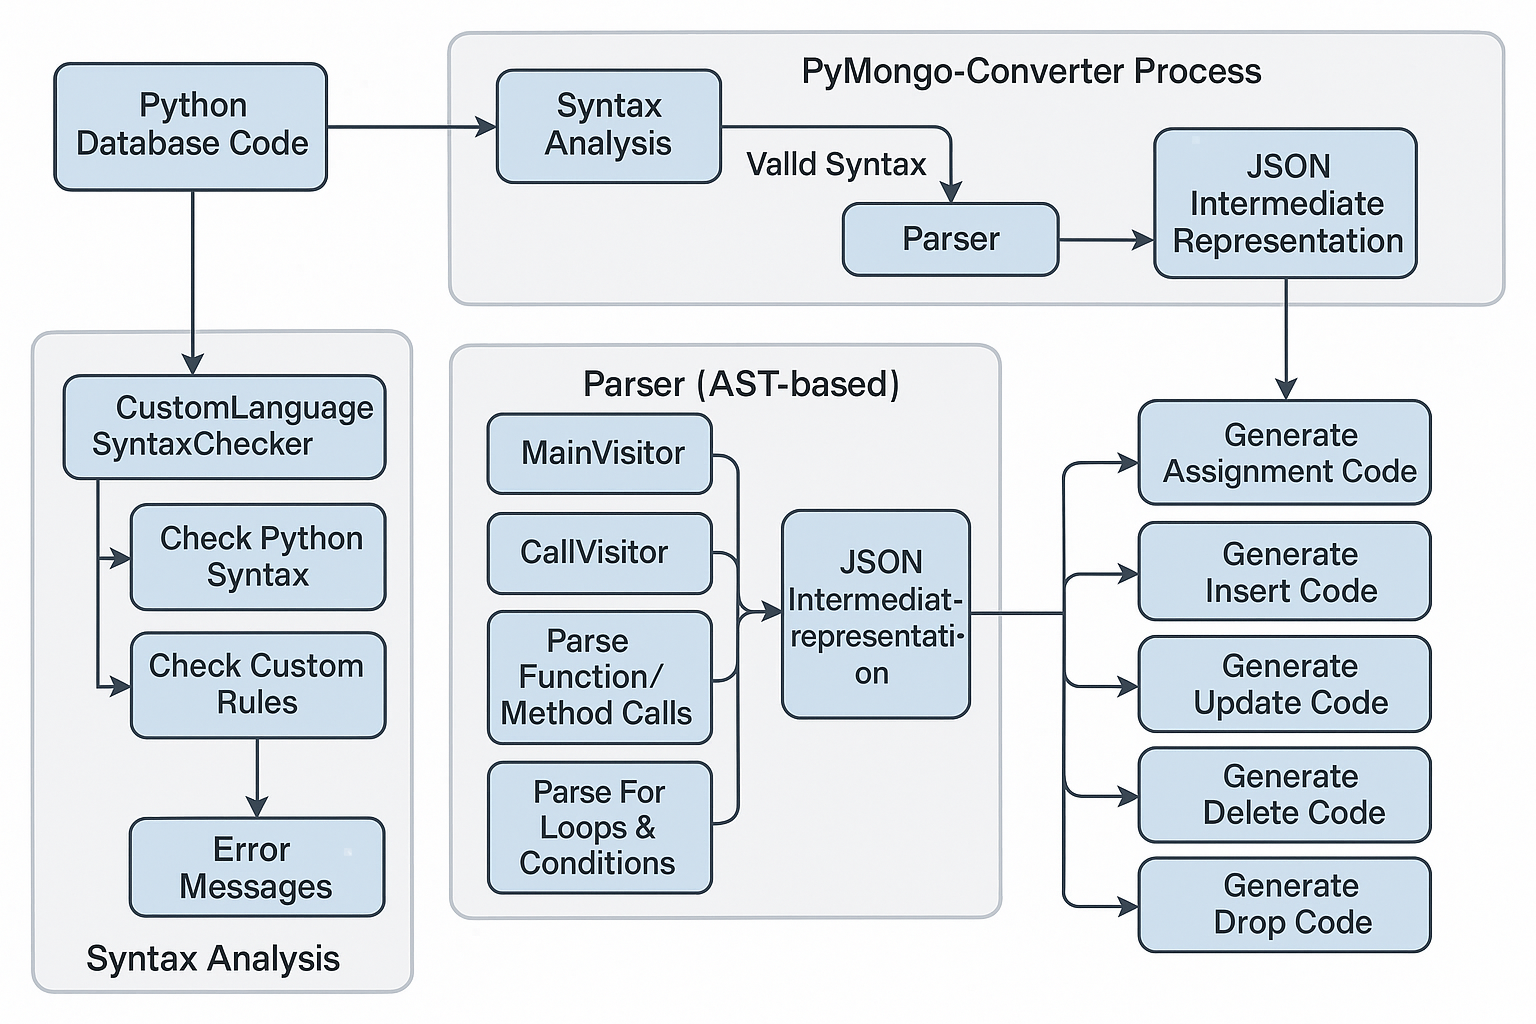 Python
Database Code
PyMongo-Converter Process
Syntax
Analysis
Valld Syntax
Parser
JSON
Intermediate
Representation
CustomLanguage
SyntaxChecker
Check Python
Syntax
Check Custom
Rules
Error
Messages
Syntax Analysis
Parser (AST-based)
MainVisitor
CallVisitor
Parse
Function/
Method Calls
Parse For
Loops &
Conditions
JSON
Intermediat-
representati-
on
Generate
Assignment Code
Generate
Insert Code
Generate
Update Code
Generate
Delete Code
Generate
Drop Code